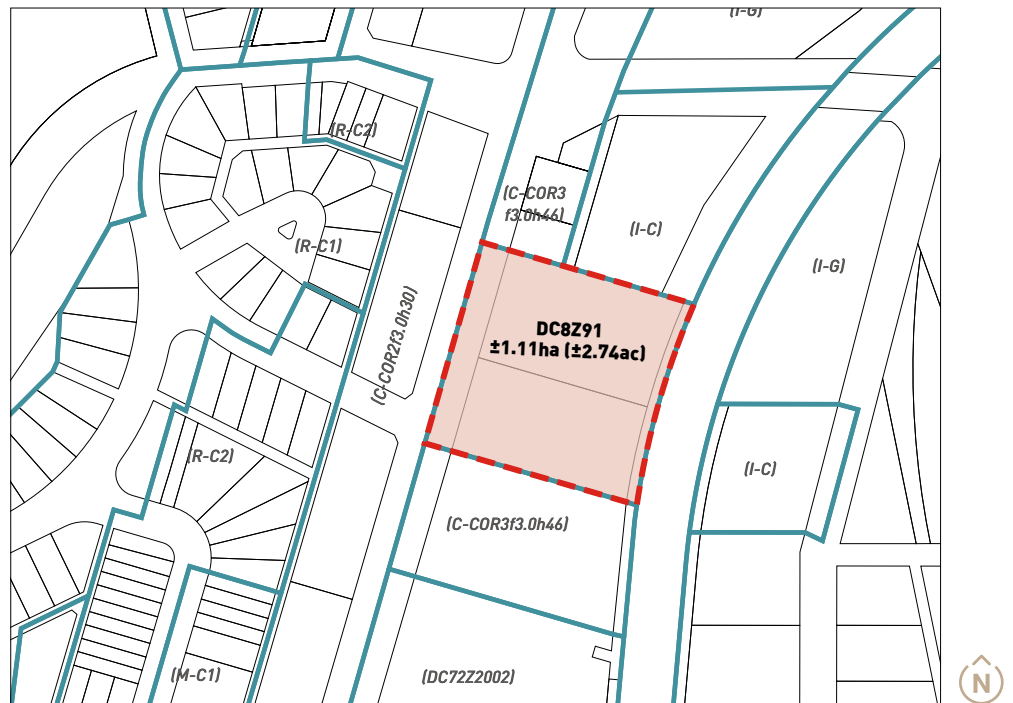 (I-G)
(R-C2)
(C-COR3
f3.0h46)
(I-C)
(R-C1)
(I-G)
(C-COR2f3.0h30)
DC8Z91
±1.11ha (±2.74ac)
(R-C2)
(I-C)
(C-COR3f3.0h46)
(M-C1)
(DC72Z2002)
N